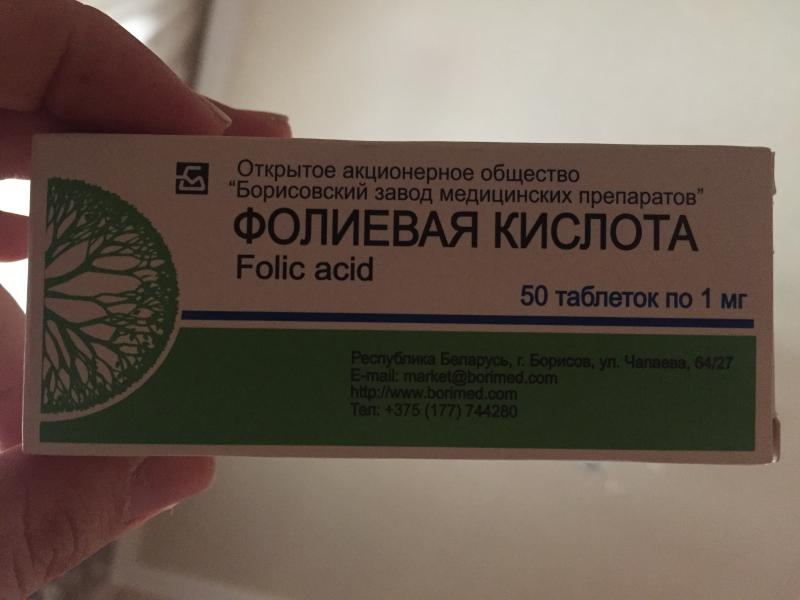 Открытое акционерное общество
"Борисовский завод медицинских препаратов"
ФОЛИЕВАЯ КИСЛОТА
Folic acid
50 таблеток по 1 мг
Республика Беларусь, г. Борисов, ул. Чапаева, 64/27
E-mail: market@borimed.com
http://www.borimed.com
Тел: +375 (177) 744280